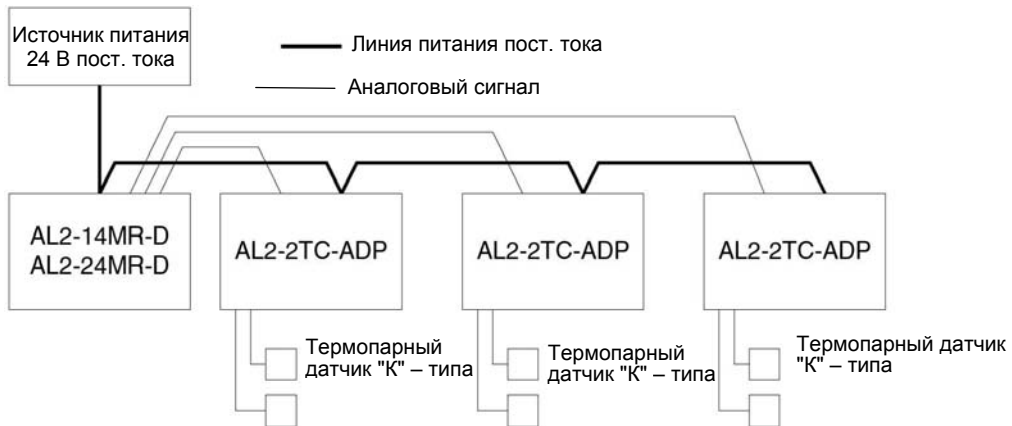 Источник питания
24 В пост. тока
Линия питания пост. тока
Аналоговый сигнал
AL2-14MR-D
AL2-24MR-D
AL2-2TC-ADP
AL2-2TC-ADP
AL2-2TC-ADP
Термопарный
датчик "К" – типа
Термопарный
датчик "К" – типа
Термопарный датчик
"К" – типа